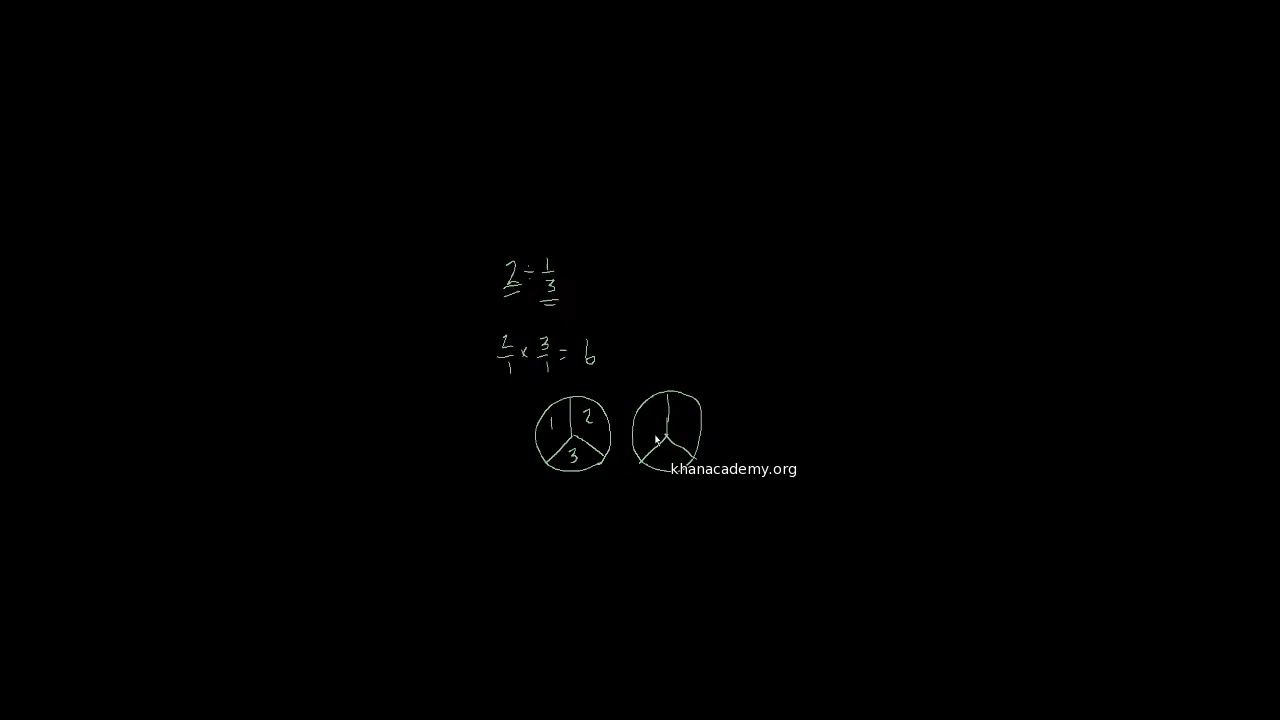 2 ÷ 1/3
2/1 × 3/1 = 6
1 2
3
khanacademy.org